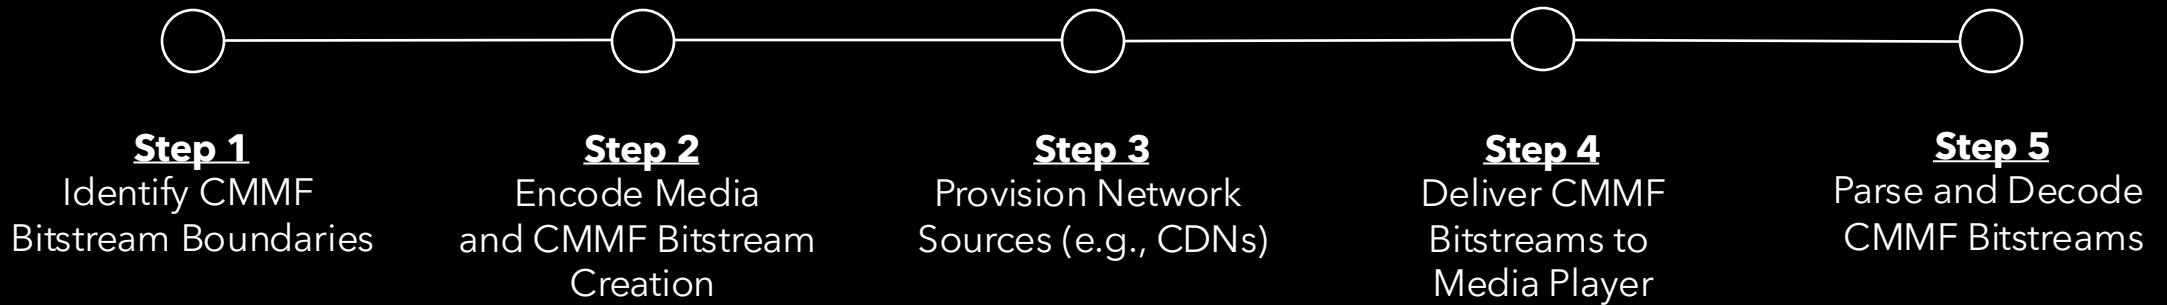 Step 1
Identify CMMF
Bitstream Boundaries
Step 2
Encode Media
and CMMF Bitstream
Creation
Step 3
Provision Network
Sources (e.g., CDNs)
Step 4
Deliver CMMF
Bitstreams to
Media Player
Step 5
Parse and Decode
CMMF Bitstreams